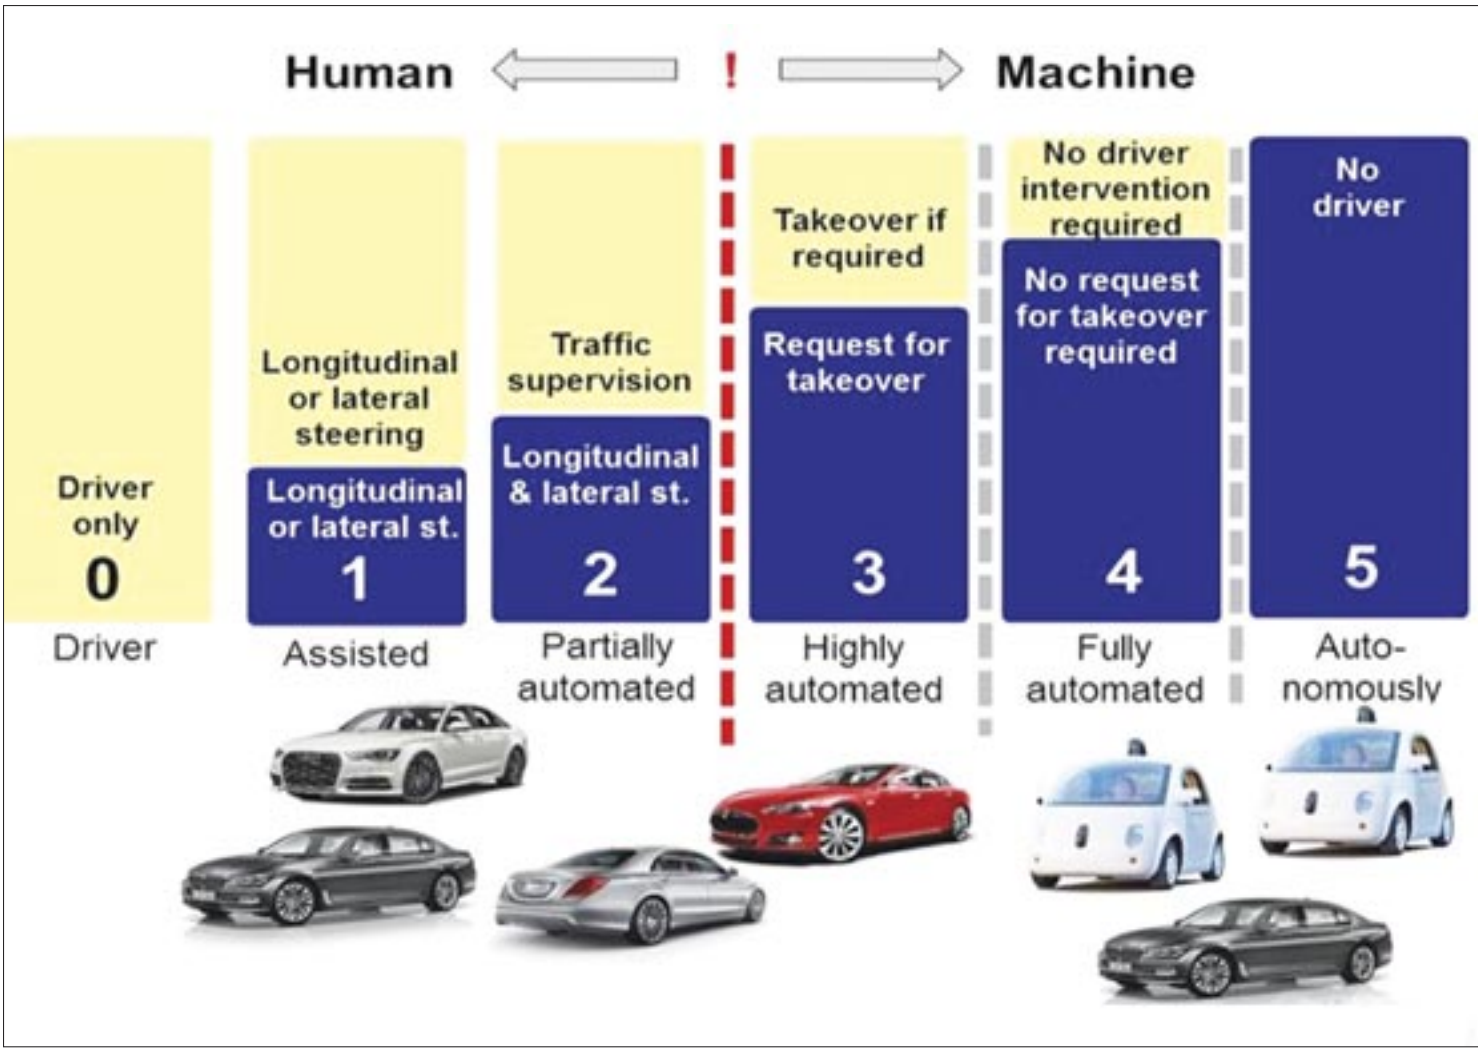 Human ! Machine
Driver
only
0
Driver
Longitudinal
or lateral
steering
Longitudinal
or lateral st.
1
Assisted
Traffic
supervision
Longitudinal
& lateral st.
2
Partially
automated
Takeover if
required
Request for
takeover
3
Highly
automated
No driver
intervention
required
No request
for takeover
required
4
Fully
automated
No
driver
5
Auto-
nomously